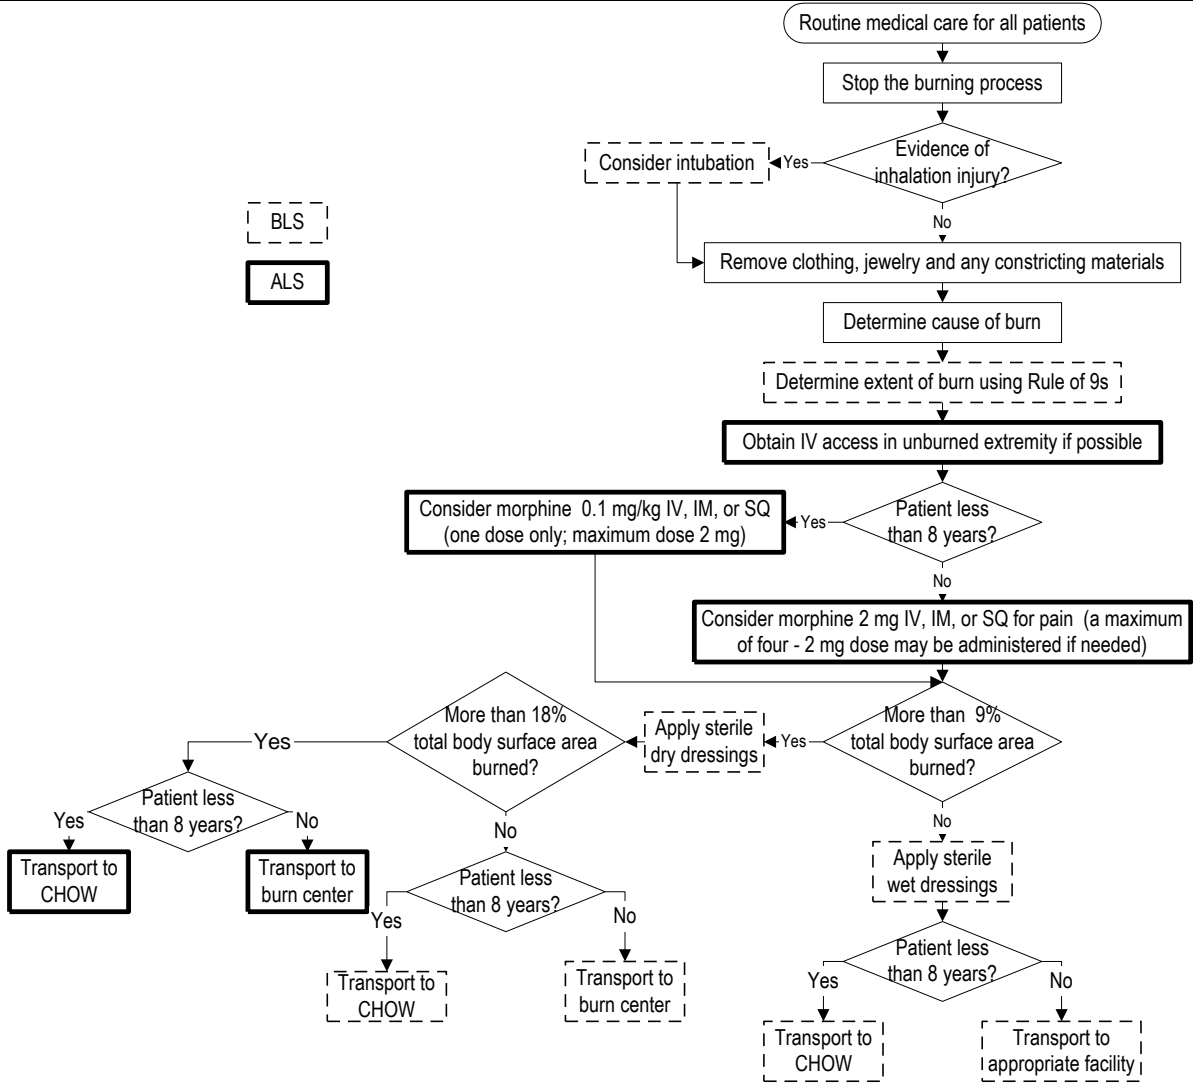 Routine medical care for all patients
Stop the burning process
Evidence of
inhalation injury?
Yes
Consider intubation
No
BLS
ALS
Remove clothing, jewelry and any constricting materials
Determine cause of burn
Determine extent of burn using Rule of 9s
Obtain IV access in unburned extremity if possible
Patient less
than 8 years?
Yes
Consider morphine  0.1 mg/kg IV, IM, or SQ
(one dose only; maximum dose 2 mg)
No
Consider morphine 2 mg IV, IM, or SQ for pain  (a maximum
of four - 2 mg dose may be administered if needed)
More than  9%
total body surface area
burned?
Yes
Apply sterile
dry dressings
More than 18%
total body surface area
burned?
Yes
Patient less
than 8 years?
Yes
No
Transport to
CHOW
Transport to
burn center
No
Patient less
than 8 years?
Yes
No
Transport to
CHOW
Transport to
burn center
No
Apply sterile
wet dressings
Patient less
than 8 years?
Yes
No
Transport to
CHOW
Transport to
appropriate facility